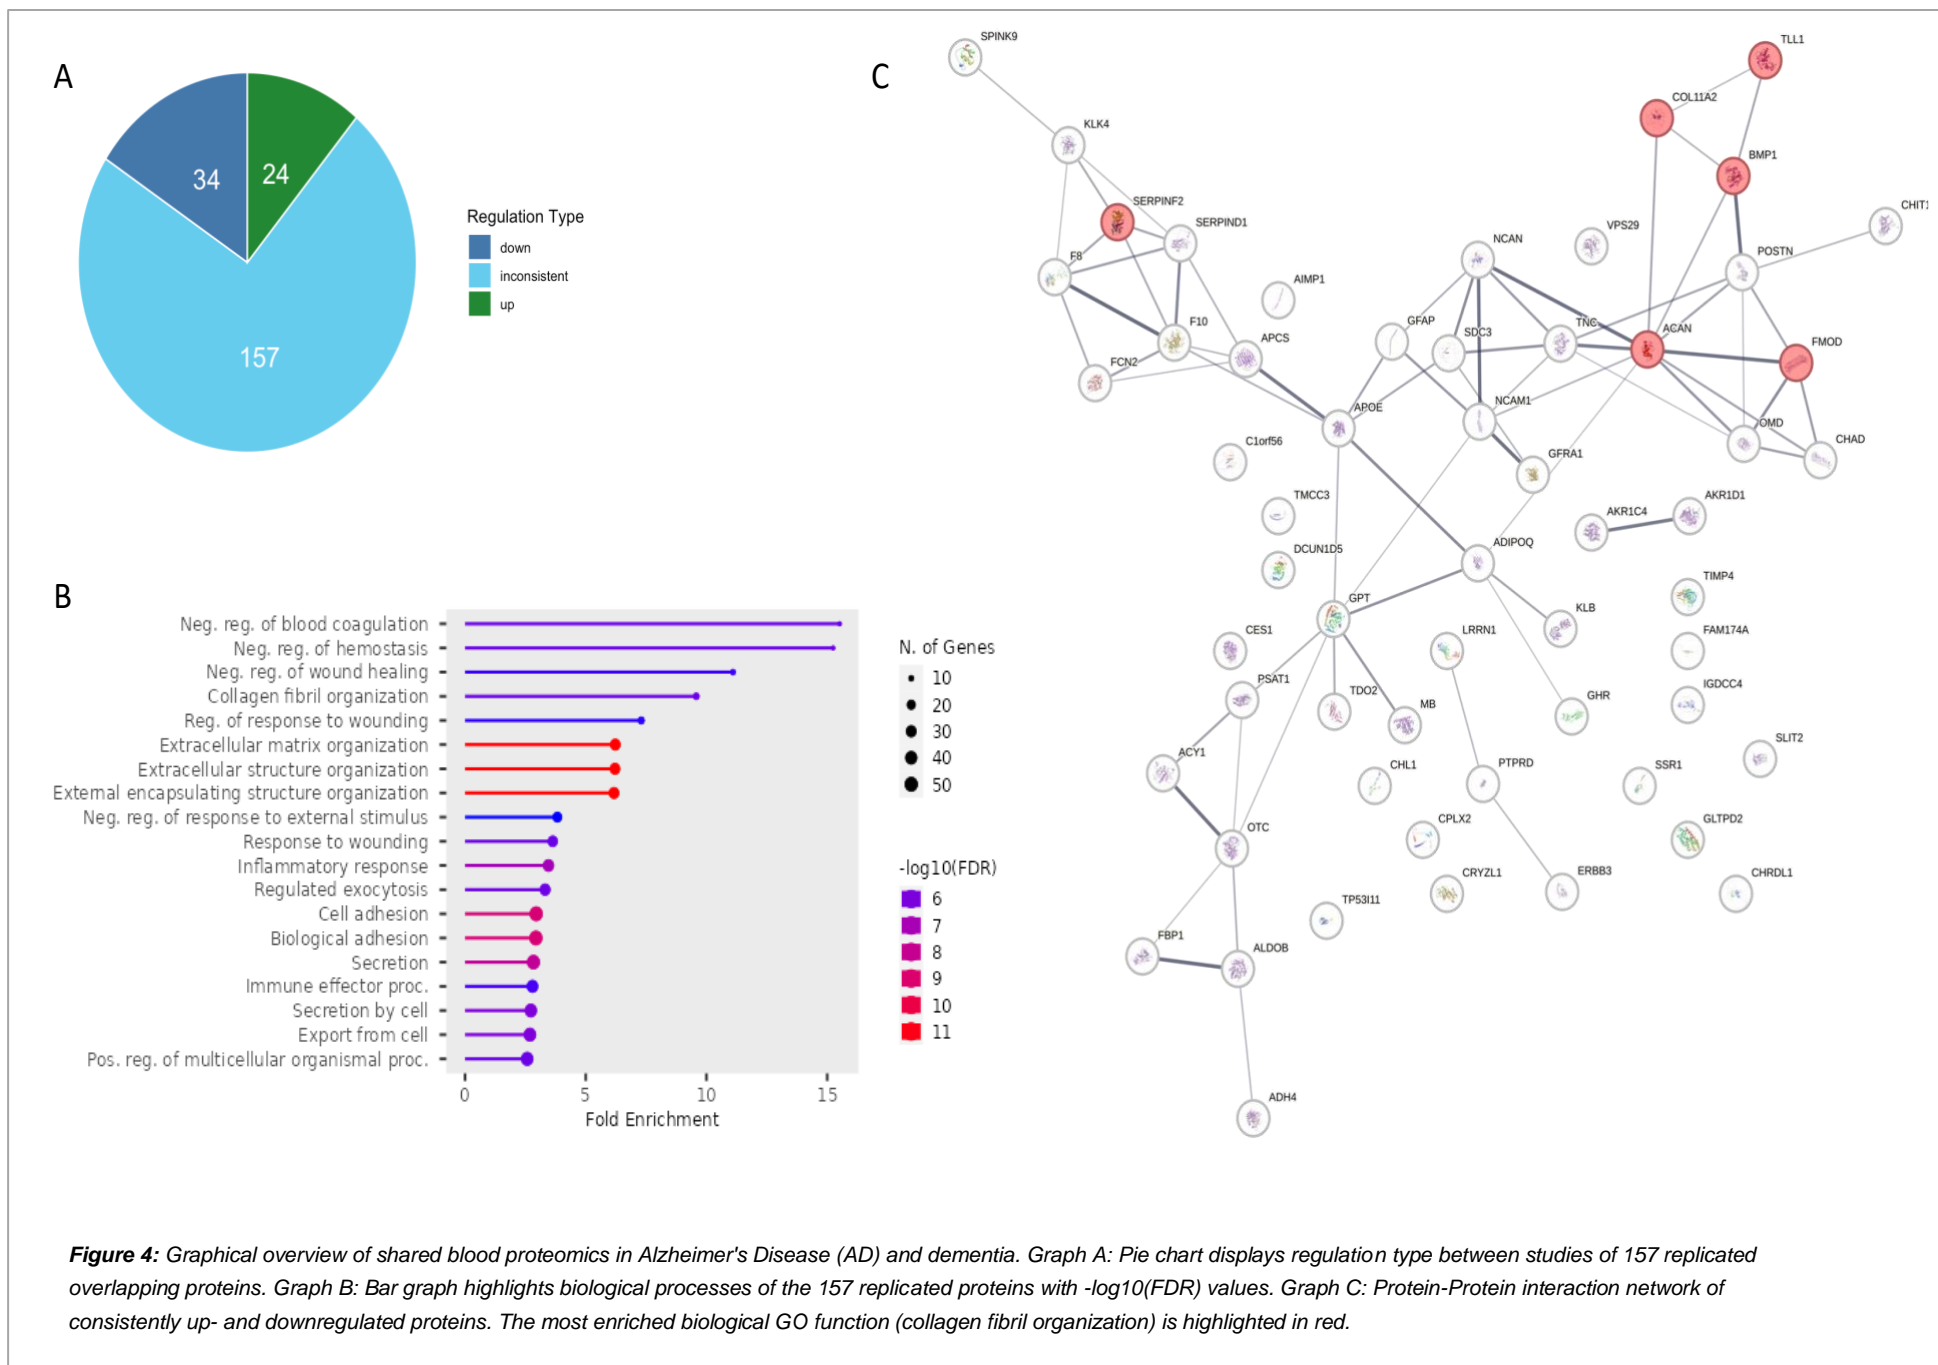 A
34
24
157
Regulation Type
down
inconsistent
up
B
Neg. reg. of blood coagulation
Neg. reg. of hemostasis
Neg. reg. of wound healing
Collagen fibril organization
Reg. of response to wounding
Extracellular matrix organization
Extracellular structure organization
External encapsulating structure organization
Neg. reg. of response to external stimulus
Response to wounding
Inflammatory response
Regulated exocytosis
Cell adhesion
Biological adhesion
Secretion
Immune effector proc.
Secretion by cell
Export from cell
Pos. reg. of multicellular organismal proc.
0 5 10 15
Fold Enrichment
N. of Genes
10
20
30
40
50
-log10(FDR)
6
7
8
9
10
11
C
SPINK9
TLL1
COL11A2
KLK4
BMP1
SERPINF2
CHIT1
SERPIND1
VPS29
NCAN
F8
POSTN
AIMP1
F10
GFAP
SDC3
TNC
ACAN
APCS
FMOD
FCN2
APOE
NCAM1
OMD
C1orf56
GFRA1
CHAD
TMCC3
AKR1C4
AKR1D1
DCUN1D5
ADIPOQ
TIMP4
GPT
KLB
CES1
LRRN1
FAM174A
PSAT1
TDO2
MB
GHR
IGDCC4
ACY1
CHL1
PTPRD
SSR1
SLIT2
OTC
CPLX2
GLTPD2
CRYZL1
ERBB3
CHRDL1
TP53I11
FBP1
ALDOB
ADH4
Figure 4: Graphical overview of shared blood proteomics in Alzheimer's Disease (AD) and dementia. Graph A: Pie chart displays regulation type between studies of 157 replicated
overlapping proteins. Graph B: Bar graph highlights biological processes of the 157 replicated proteins with -log10(FDR) values. Graph C: Protein-Protein interaction network of
consistently up- and downregulated proteins. The most enriched biological GO function (collagen fibril organization) is highlighted in red.